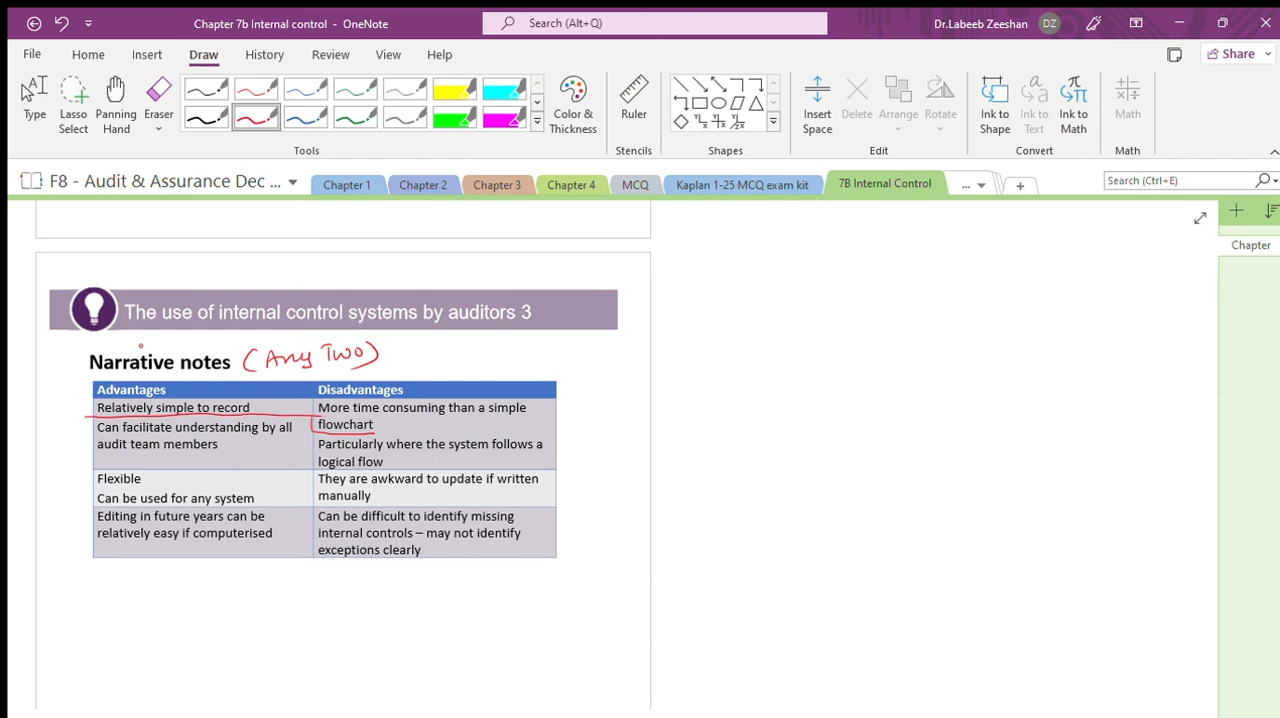 Chapter 7b Internal control - OneNote
Search (Alt+Q)
Dr.Labeeb Zeeshan
DZ
File
Home
Insert
Draw
History
Review
View
Help
Share
Type
Lasso
Select
Panning
Hand
Eraser
Color &
Thickness
Ruler
Insert
Space
Delete
Arrange
Rotate
Ink to
Shape
Ink to
Text
Ink to
Math
Math
Tools
Stencils
Shapes
Edit
Convert
Math
F8 - Audit & Assurance Dec ...
Chapter 1
Chapter 2
Chapter 3
Chapter 4
MCQ
Kaplan 1-25 MCQ exam kit
7B Internal Control
...
Search (Ctrl+E)
Chapter
The use of internal control systems by auditors 3
Narrative notes (Any Two)
Advantages
Disadvantages
Relatively simple to record
Can facilitate understanding by all
audit team members
More time consuming than a simple
flowchart
Particularly where the system follows a
logical flow
Flexible
Can be used for any system
They are awkward to update if written
manually
Editing in future years can be
relatively easy if computerised
Can be difficult to identify missing
internal controls – may not identify
exceptions clearly